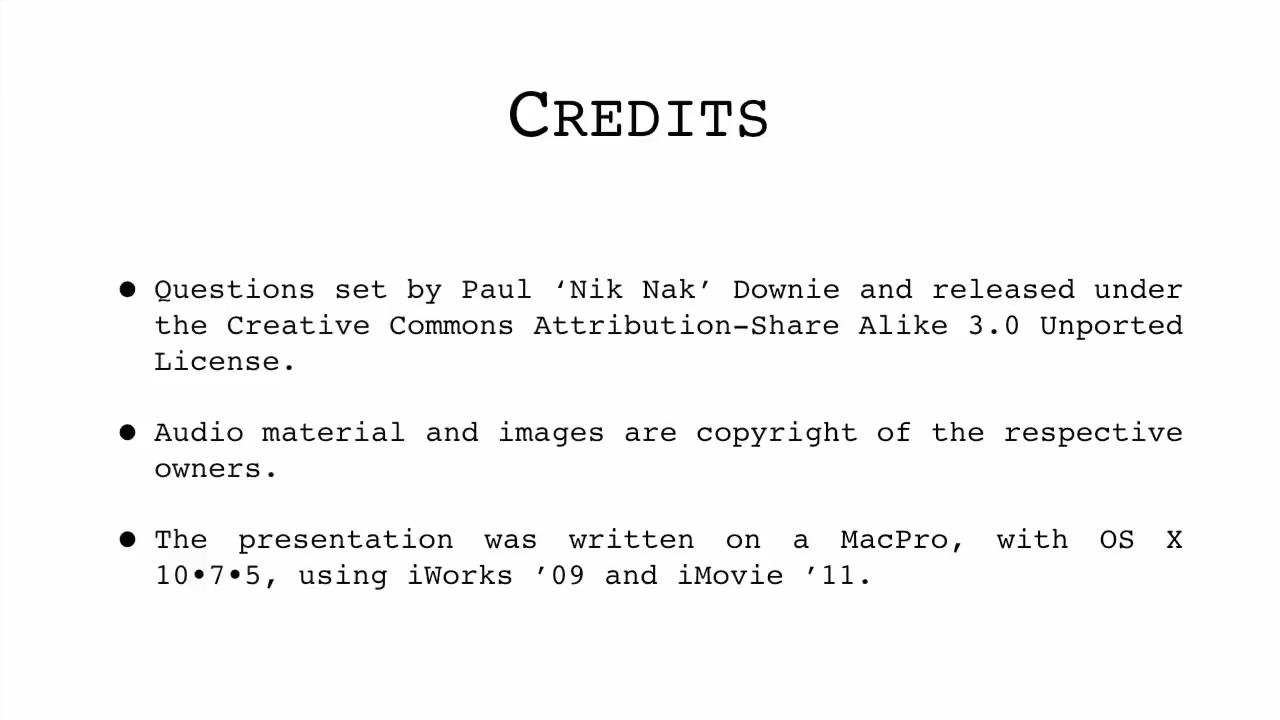 CREDITS
● Questions set by Paul ‘Nik Nak’ Downie and released under
the Creative Commons Attribution-Share Alike 3.0 Unported
License.
● Audio material and images are copyright of the respective
owners.
● The presentation was written on a MacPro, with OS X
10•7•5, using iWorks ’09 and iMovie ’11.